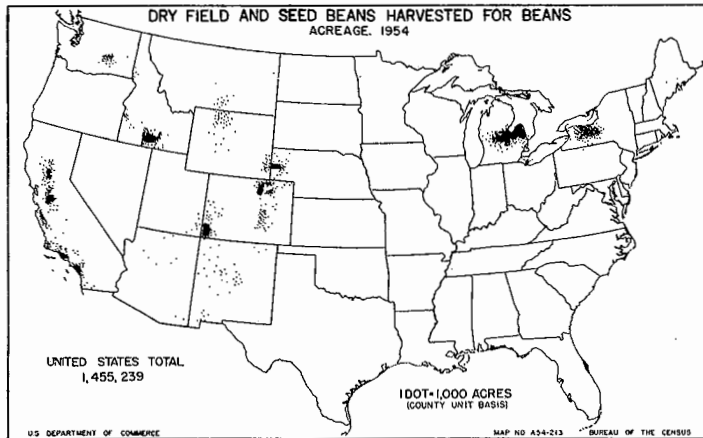 DRY FIELD AND SEED BEANS HARVESTED FOR BEANS
ACREAGE, 1954
UNITED STATES TOTAL
1,455,239
1 DOT=1,000 ACRES
(COUNTY UNIT BASIS)
U.S. DEPARTMENT OF COMMERCE
MAP NO A54-213
BUREAU OF THE CENSUS